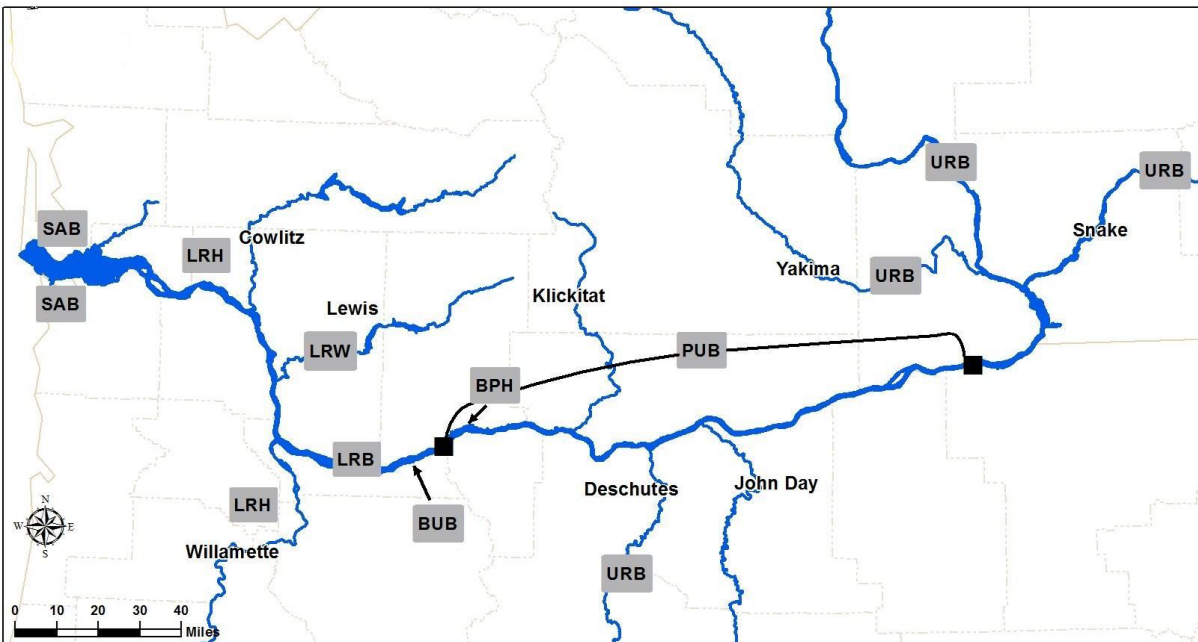 URB
URB
SAB
Cowlitz
Snake
LRH
Yakima
URB
SAB
Klickitat
Lewis
LRW
PUB
BPH
LRB
Deschutes
John Day
LRH
BUB
N
W
E
S
Willamette
URB
0 10 20 30 40
Miles